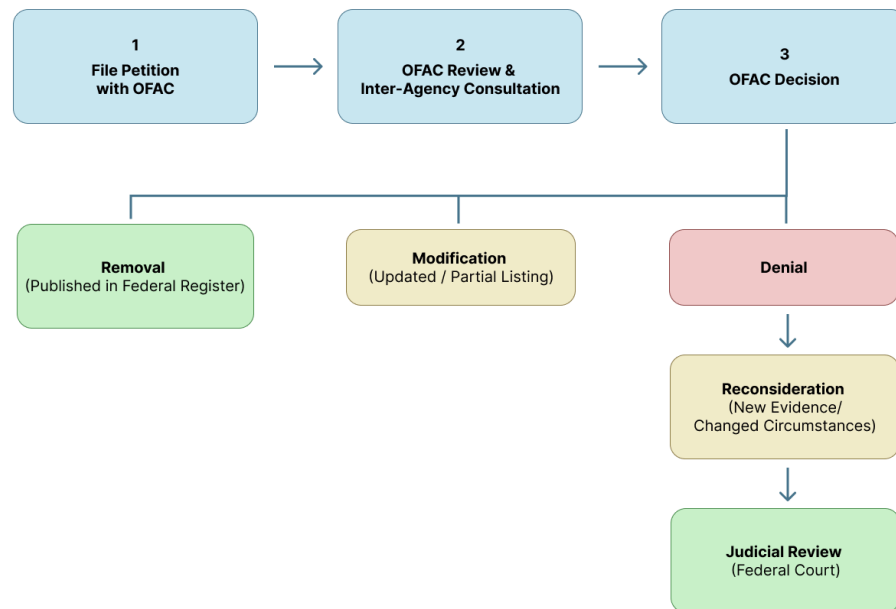 1
File Petition
with OFAC
2
OFAC Review &
Inter-Agency Consultation
3
OFAC Decision
Removal
(Published in Federal Register)
Modification
(Updated / Partial Listing)
Denial
Reconsideration
(New Evidence/
Changed Circumstances)
Judicial Review
(Federal Court)